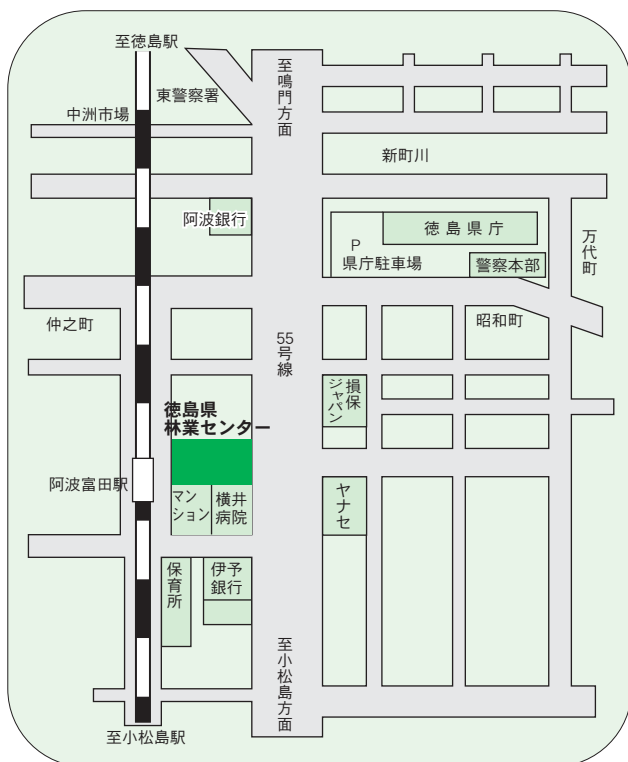 至徳島駅
東警察署
中洲市場
至鳴門方面
新町川
阿波銀行
徳島県庁
P
県庁駐車場
警察本部
万代町
仲之町
昭和町
55号線
損保
ジャパン
徳島県
林業センター
阿波富田駅
マン
ション
横井
病院
ヤナセ
保育所
伊予
銀行
至小松島方面
至小松島駅